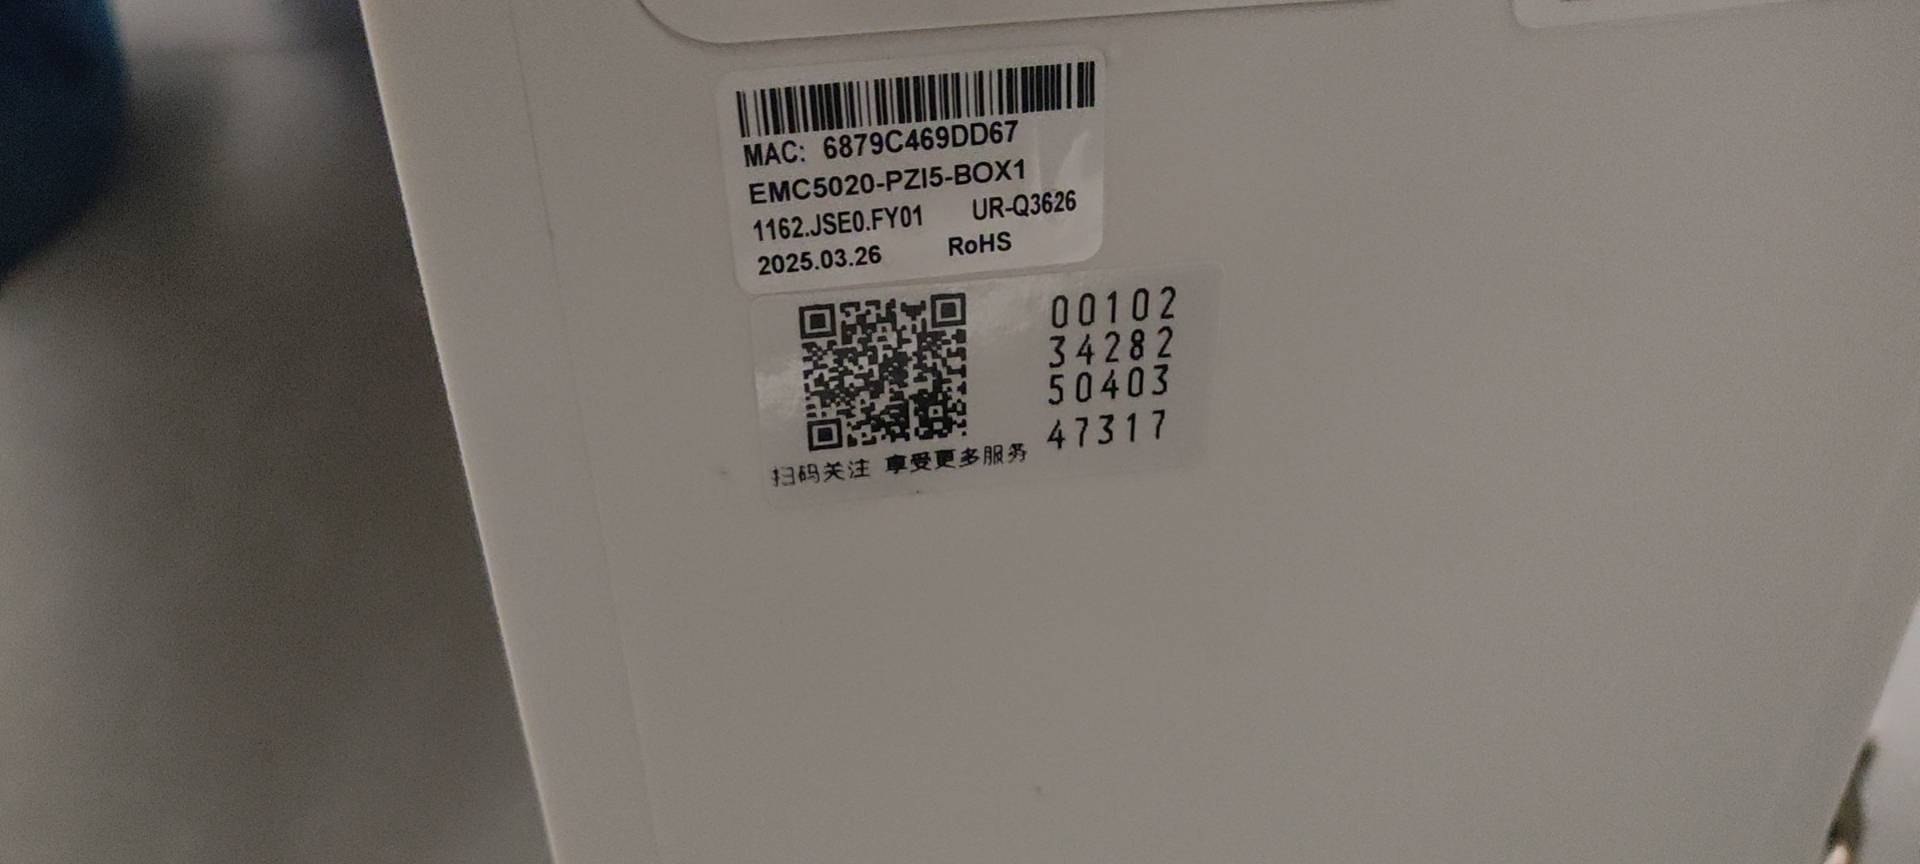 MAC: 6879C469DD67
EMC5020-PZI5-BOX1
1162.JSE0.FY01 UR-Q3626
2025.03.26 RoHS
00102
34282
50403
47317
扫码关注 享受更多服务